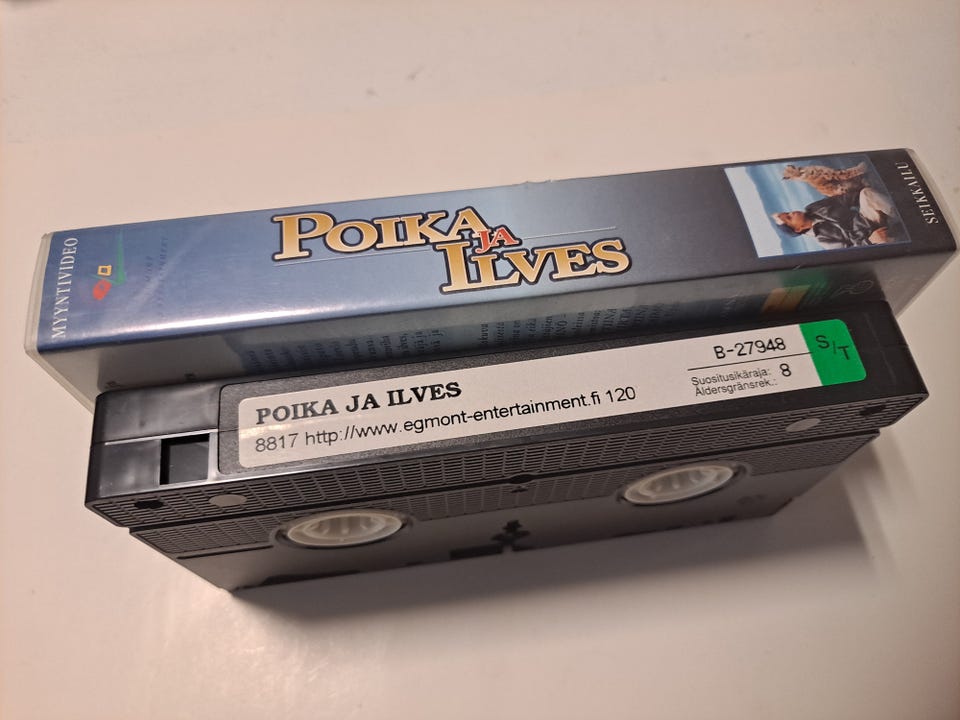 MYYNTIVIDEO
POIKA
JA
ILVES
SEIKKAILU
POIKA JA ILVES
8817 http://www.egmont-entertainment.fi 120
B-27948
Suositusikäraja:
Åldersgränsrek.: 8
S/T